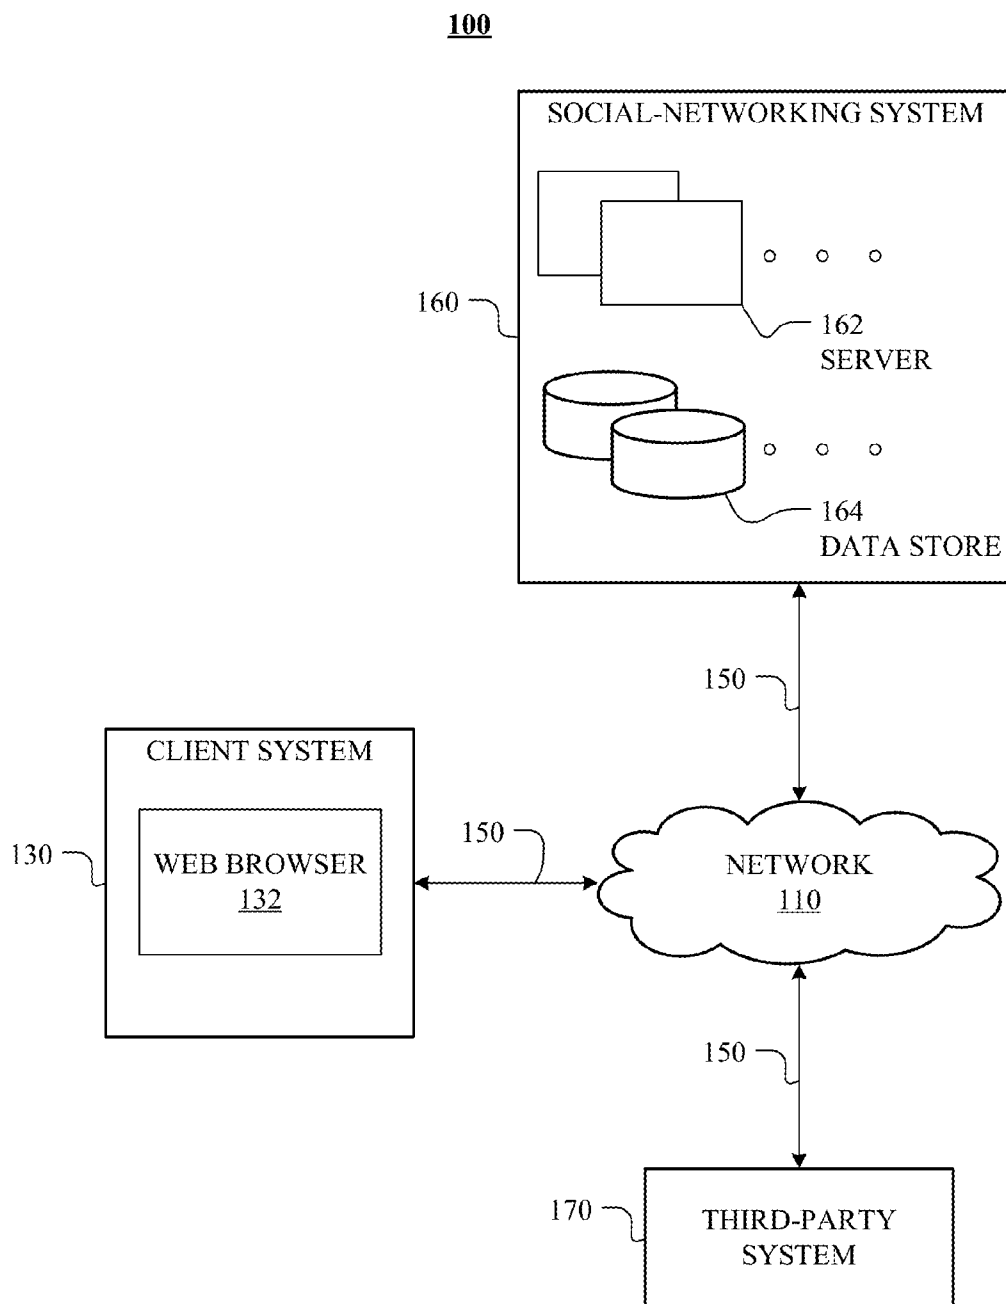 100
SOCIAL-NETWORKING SYSTEM
160
162
SERVER
164
DATA STORE
150
CLIENT SYSTEM
130
WEB BROWSER
132
150
NETWORK
110
150
170
THIRD-PARTY
SYSTEM